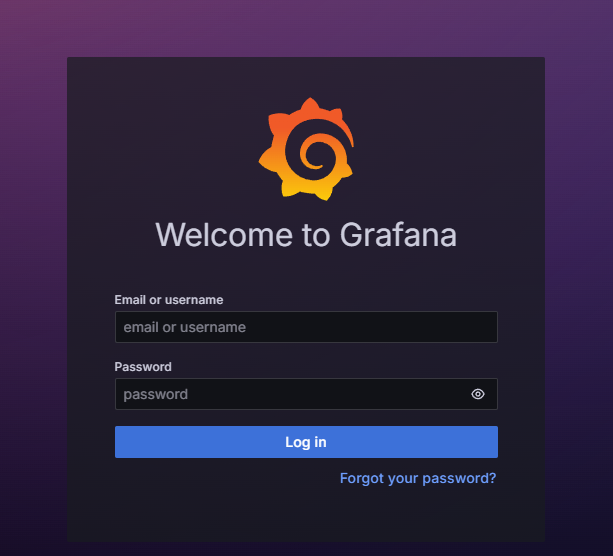 Welcome to Grafana
Email or username
email or username
Password
password
Log in
Forgot your password?